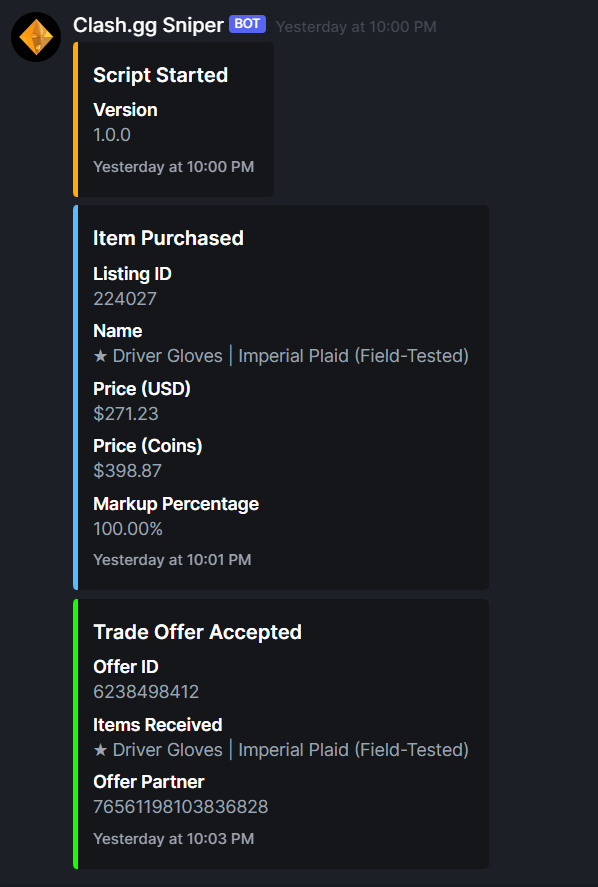 Clash.gg Sniper BOT Yesterday at 10:00 PM
Script Started
Version
1.0.0
Yesterday at 10:00 PM
Item Purchased
Listing ID
224027
Name
★ Driver Gloves | Imperial Plaid (Field-Tested)
Price (USD)
$271.23
Price (Coins)
$398.87
Markup Percentage
100.00%
Yesterday at 10:01 PM
Trade Offer Accepted
Offer ID
6238498412
Items Received
★ Driver Gloves | Imperial Plaid (Field-Tested)
Offer Partner
76561198103836828
Yesterday at 10:03 PM